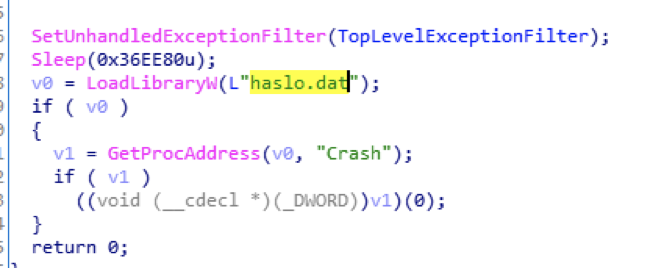 SetUnhandledExceptionFilter(TopLevelExceptionFilter);
Sleep(0x36EE80u);
v0 = LoadLibraryW(L"haslo.dat");
if ( v0 )
{
v1 = GetProcAddress(v0, "Crash");
if ( v1 )
((void (__cdecl *)(_DWORD))v1)(0);
}
return 0;